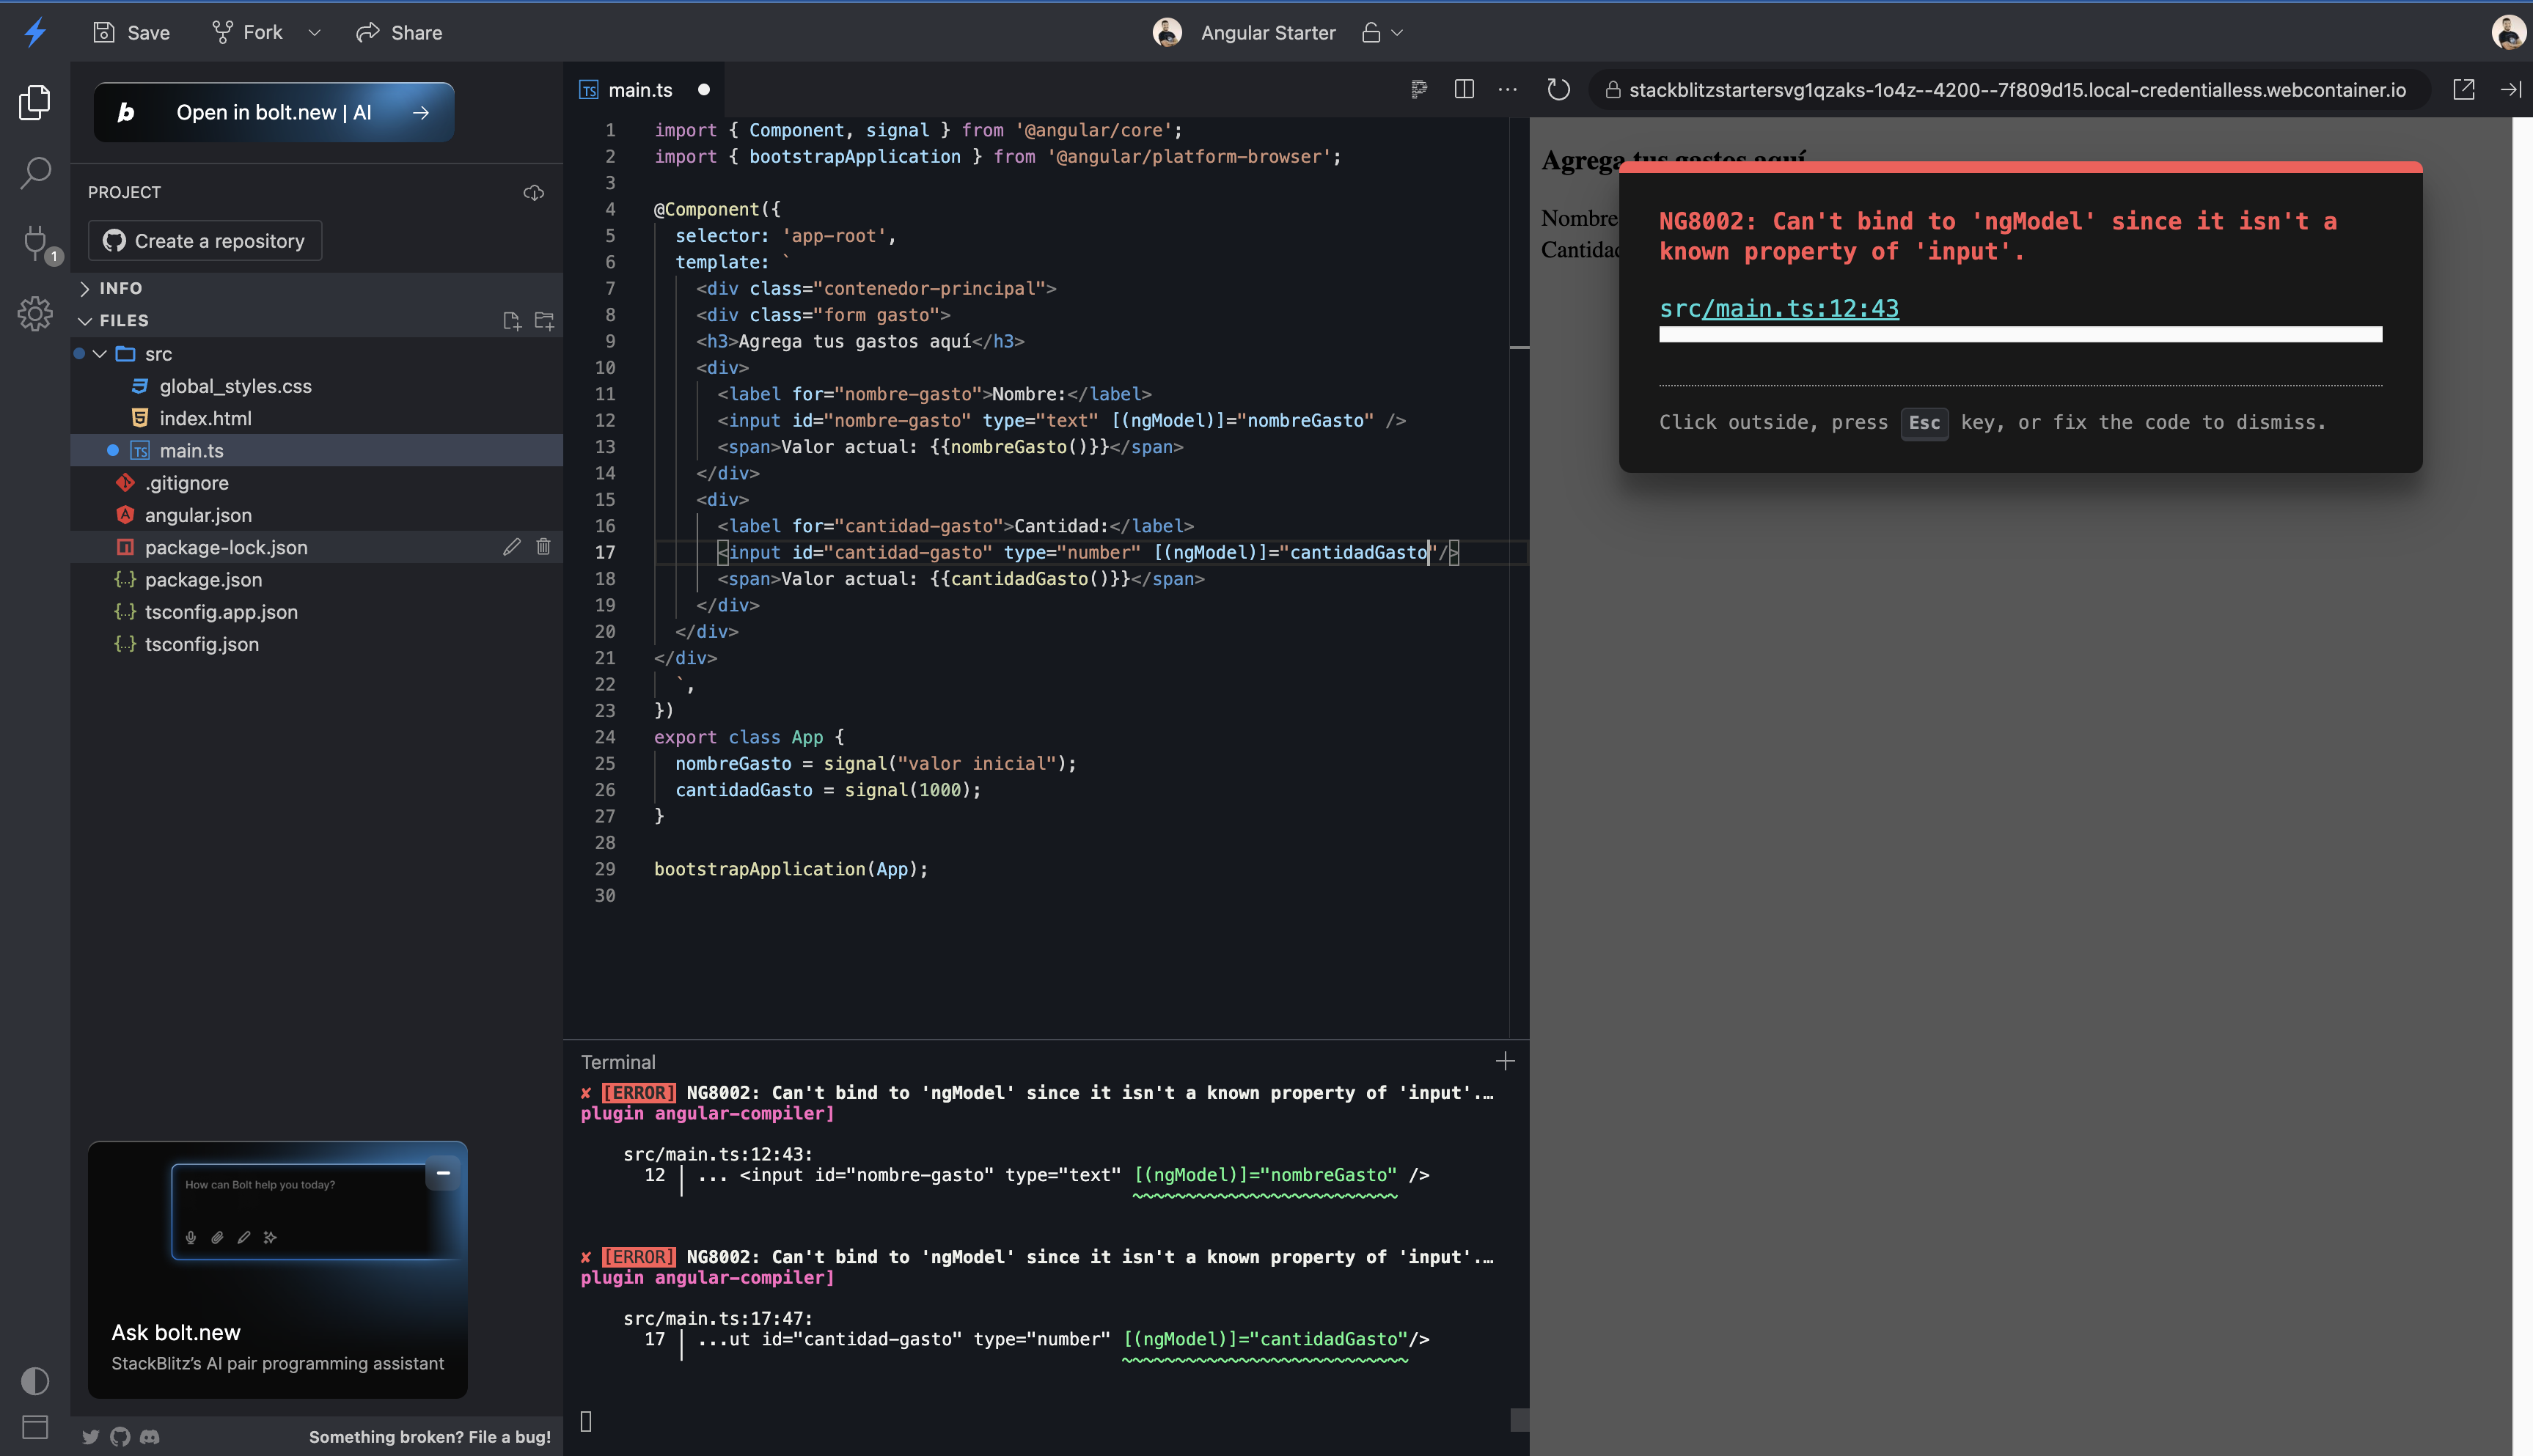 Save
Fork
Share
Angular Starter
Open in bolt.new | AI
PROJECT
Create a repository
1
INFO
FILES
src
global_styles.css
index.html
TS main.ts
.gitignore
angular.json
package-lock.json
package.json
tsconfig.app.json
tsconfig.json
How can Bolt help you today?
Ask bolt.new
StackBlitz's AI pair programming assistant
Something broken? File a bug!
TS main.ts
1 import { Component, signal } from '@angular/core';
2 import { bootstrapApplication } from '@angular/platform-browser';
3
4 @Component({
5 selector: 'app-root',
6 template: `
7 <div class="contenedor-principal">
8 <div class="form gasto">
9 <h3>Agrega tus gastos aquí</h3>
10 <div>
11 <label for="nombre-gasto">Nombre:</label>
12 <input id="nombre-gasto" type="text" [(ngModel)]="nombreGasto" />
13 <span>Valor actual: {{nombreGasto()}}</span>
14 </div>
15 <div>
16 <label for="cantidad-gasto">Cantidad:</label>
17 <input id="cantidad-gasto" type="number" [(ngModel)]="cantidadGasto"/>
18 <span>Valor actual: {{cantidadGasto()}}</span>
19 </div>
20 </div>
21 </div>
22 `,
23 })
24 export class App {
25 nombreGasto = signal("valor inicial");
26 cantidadGasto = signal(1000);
27 }
28
29 bootstrapApplication(App);
30
Terminal
✘ [ERROR] NG8002: Can't bind to 'ngModel' since it isn't a known property of 'input'.…
plugin angular-compiler]
src/main.ts:12:43:
12 │ ... <input id="nombre-gasto" type="text" [(ngModel)]="nombreGasto" />
✘ [ERROR] NG8002: Can't bind to 'ngModel' since it isn't a known property of 'input'.…
plugin angular-compiler]
src/main.ts:17:47:
17 │ ...ut id="cantidad-gasto" type="number" [(ngModel)]="cantidadGasto"/>
stackblitzstartersvg1qzaks-1o4z--4200--7f809d15.local-credentialless.webcontainer.io
Agrega tus gastos aquí
Nombre
Cantidad
NG8002: Can't bind to 'ngModel' since it isn't a
known property of 'input'.
src/main.ts:12:43
Click outside, press Esc key, or fix the code to dismiss.